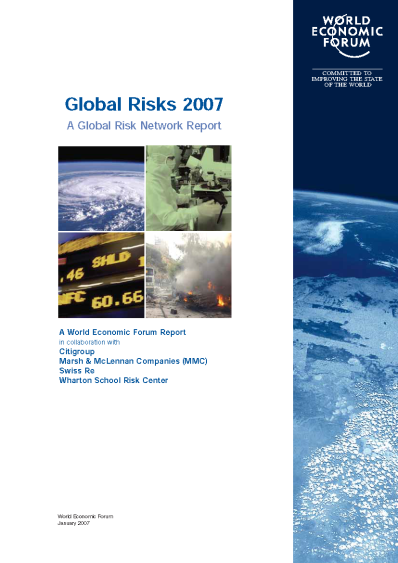 WORLD
ECONOMIC
FORUM
COMMITTED TO
IMPROVING THE STATE
OF THE WORLD
Global Risks 2007
A Global Risk Network Report
.46 SHLD
FC 60.66
A World Economic Forum Report
in collaboration with
Citigroup
Marsh & McLennan Companies (MMC)
Swiss Re
Wharton School Risk Center
World Economic Forum
January 2007